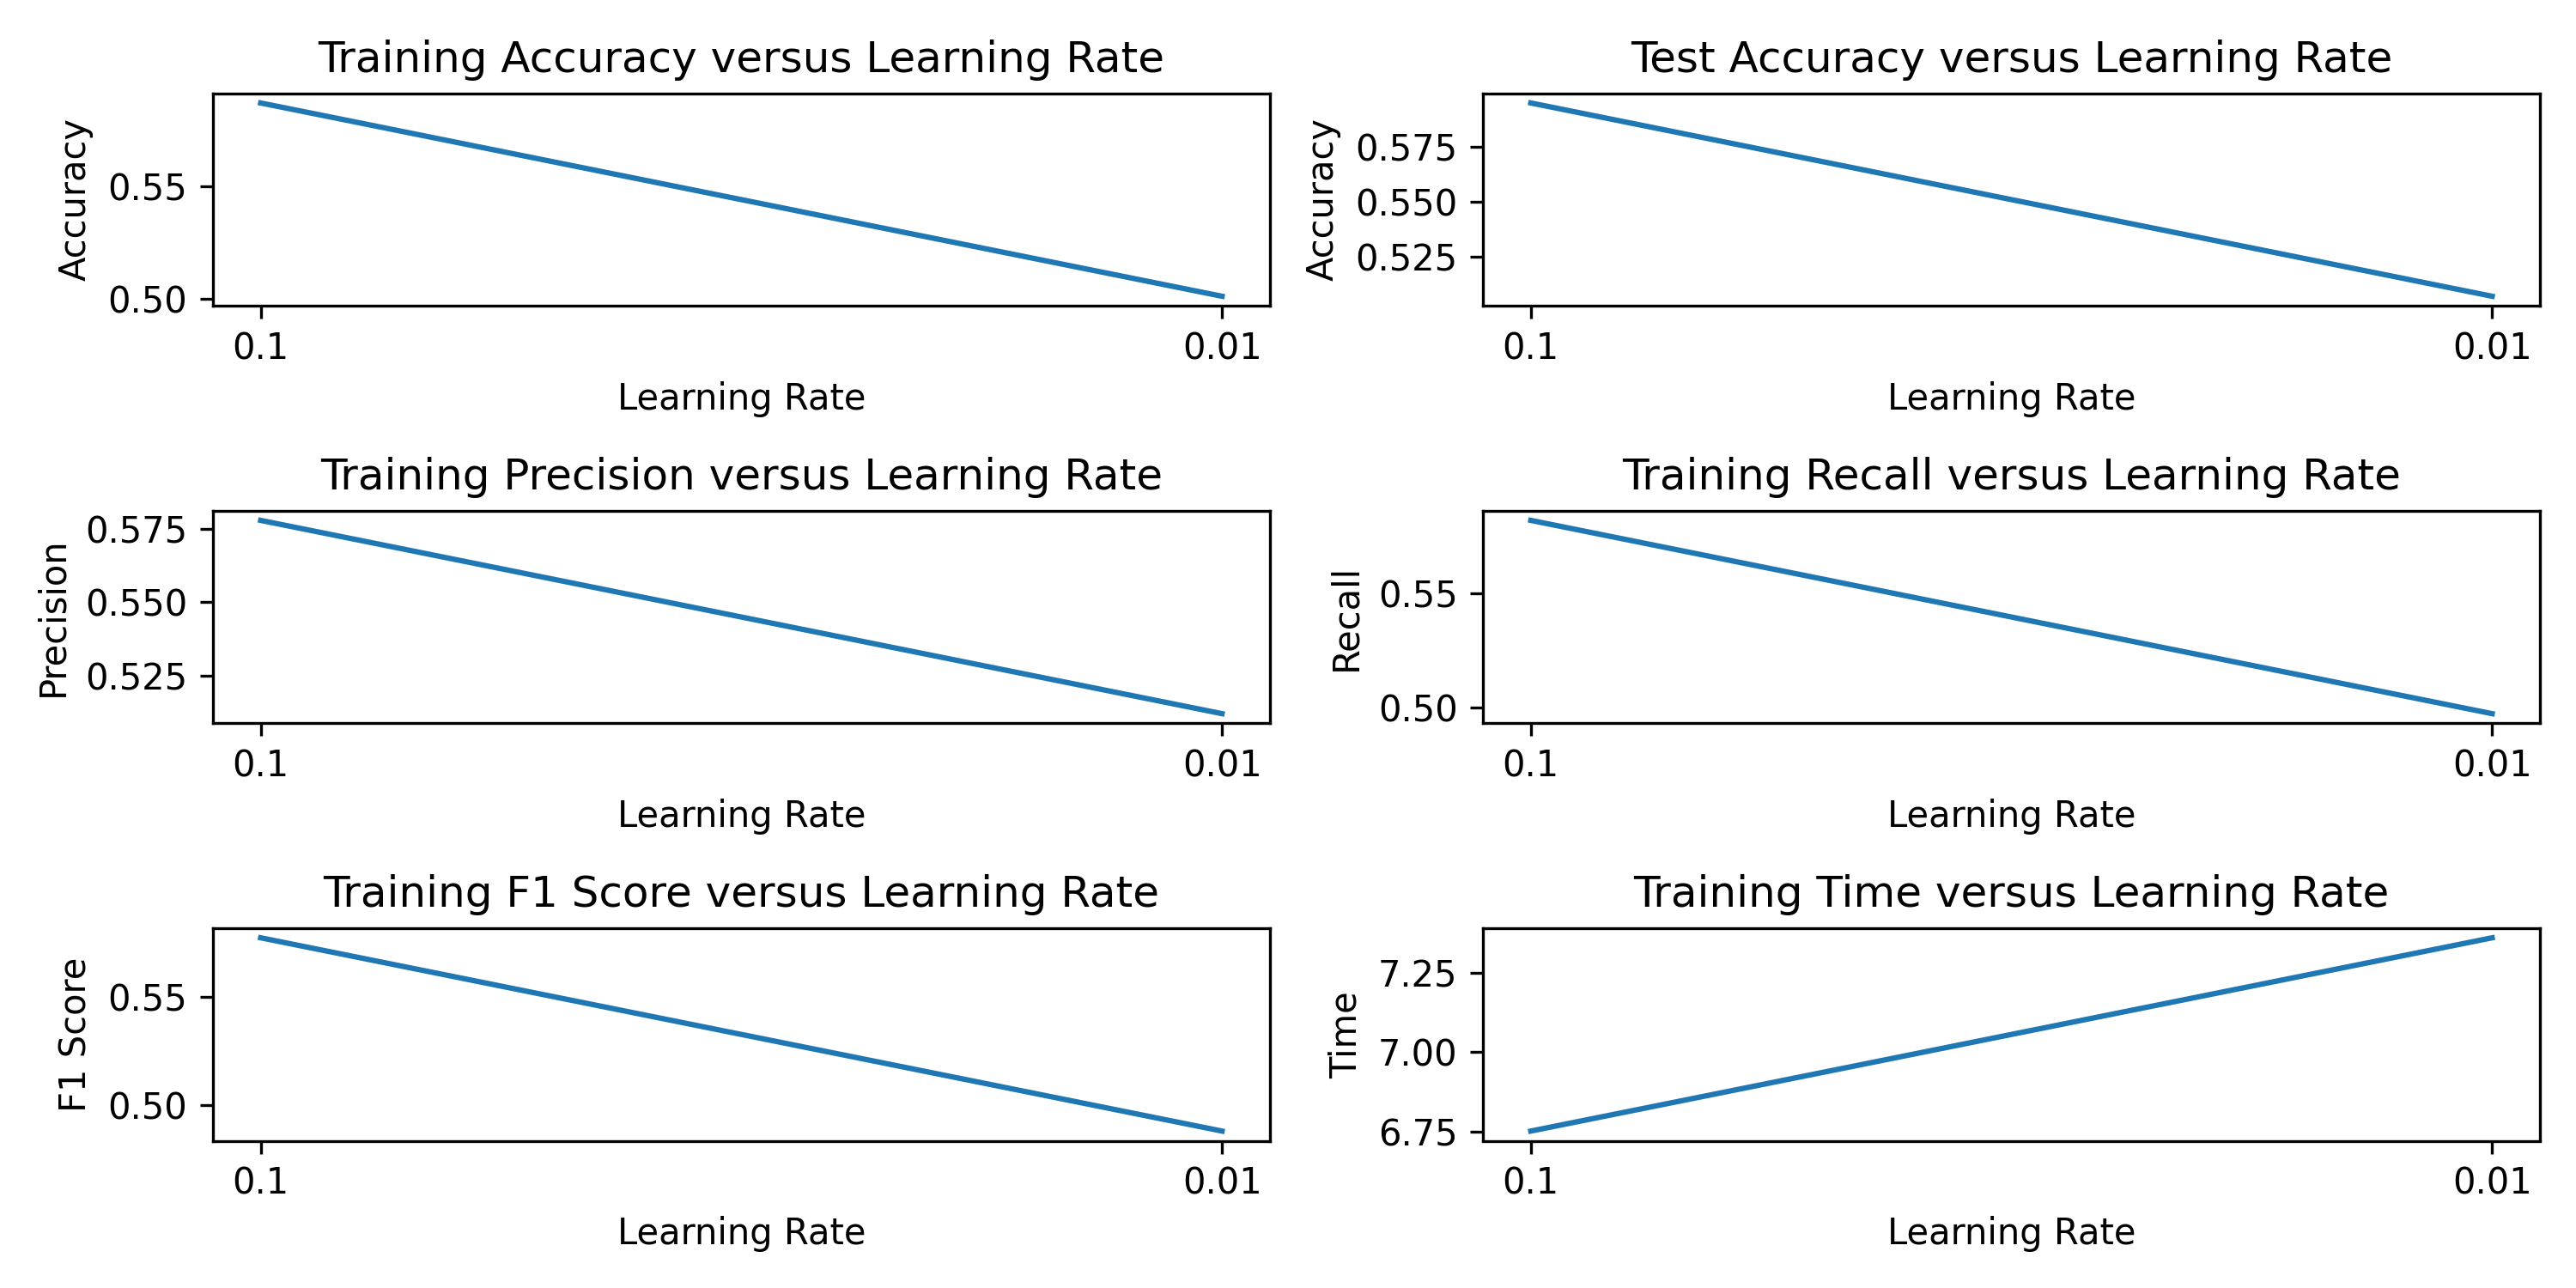 Training Accuracy versus Learning Rate
Accuracy
0.55
0.50
0.1
0.01
Learning Rate
Test Accuracy versus Learning Rate
Accuracy
0.575
0.550
0.525
0.1
0.01
Learning Rate
Training Precision versus Learning Rate
Precision
0.575
0.550
0.525
0.1
0.01
Learning Rate
Training Recall versus Learning Rate
Recall
0.55
0.50
0.1
0.01
Learning Rate
Training F1 Score versus Learning Rate
F1 Score
0.55
0.50
0.1
0.01
Learning Rate
Training Time versus Learning Rate
Time
7.25
7.00
6.75
0.1
0.01
Learning Rate